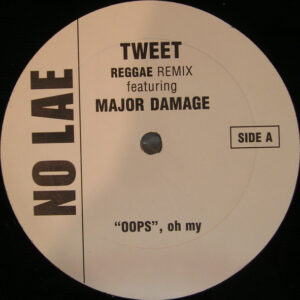 NO LAE
TWEET
REGGAE REMIX
featuring
MAJOR DAMAGE
SIDE A
“OOPS”, oh my